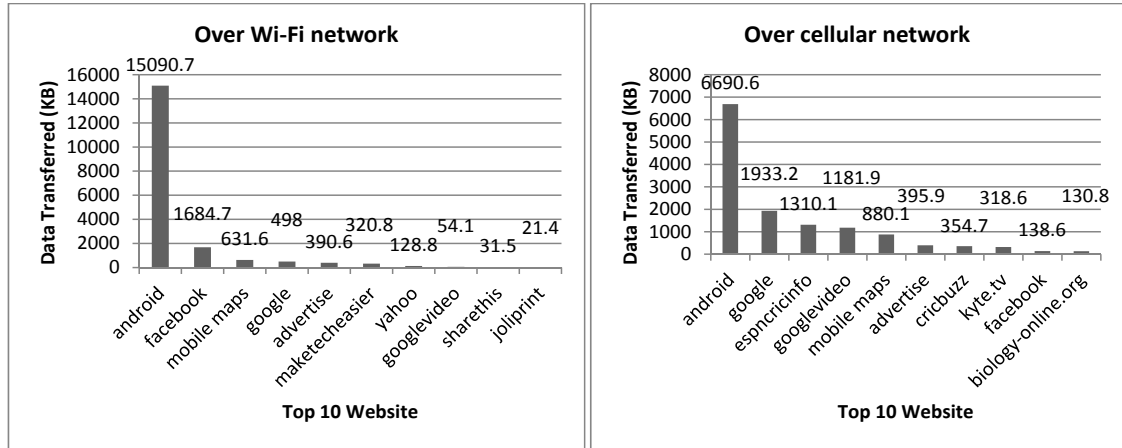 Over Wi-Fi network
Data Transferred (KB)
16000
14000
12000
10000
8000
6000
4000
2000
0
15090.7
1684.7
631.6
498
390.6
320.8
128.8
54.1
31.5
21.4
android
facebook
mobile maps
google
advertise
maketecheasier
yahoo
googlevideo
sharethis
joliprint
Top 10 Website
Over cellular network
Data Transferred (KB)
8000
7000
6000
5000
4000
3000
2000
1000
0
6690.6
1933.2
1310.1
1181.9
880.1
395.9
354.7
318.6
138.6
130.8
android
google
espncricinfo
googlevideo
mobile maps
advertise
cricbuzz
kyte.tv
facebook
biology-online.org
Top 10 Website